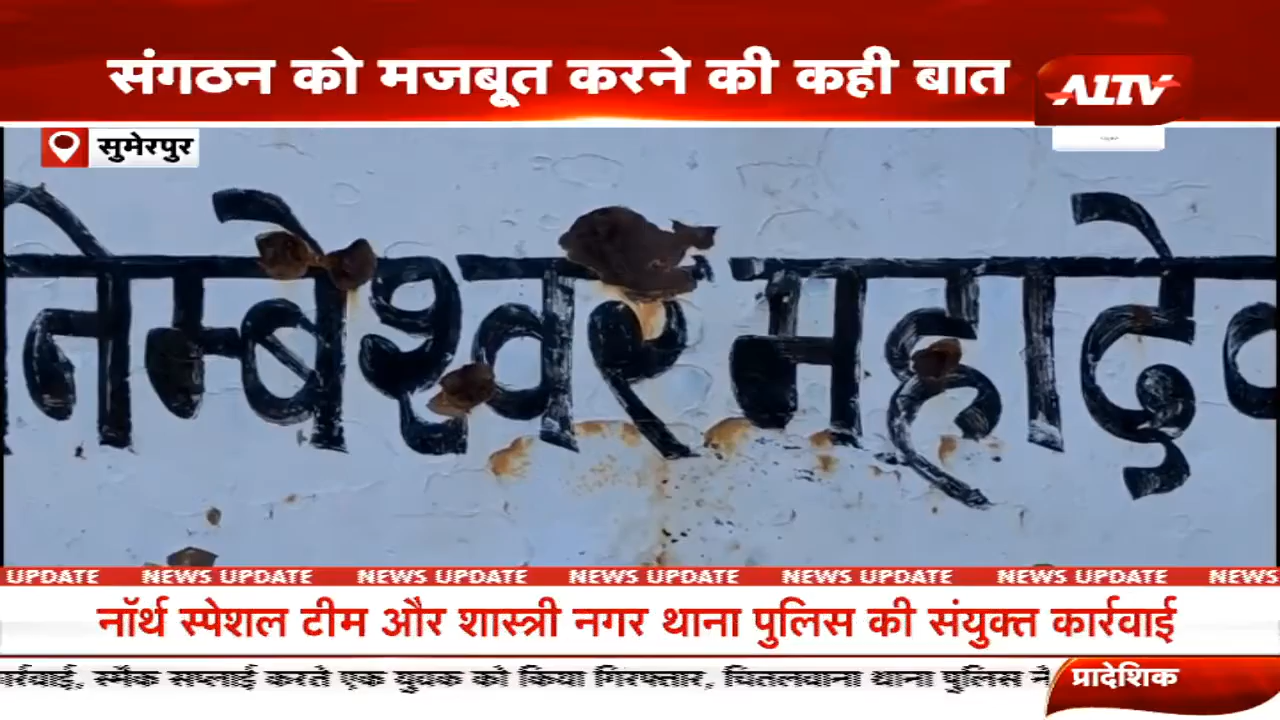 संगठन को मजबूत करने की कही बात
ALTV
सुमेरपुर
निम्बेश्वर महादेव
UPDATE NEWS UPDATE NEWS UPDATE NEWS UPDATE NEWS UPDATE NEWS UPDATE NEWS
नॉर्थ स्पेशल टीम और शास्त्री नगर थाना पुलिस की संयुक्त कार्रवाई
सप्लाई करते एक युवक को किया गिरफ्तार, चितलवाना थाना पुलिस ने
प्रादेशिक